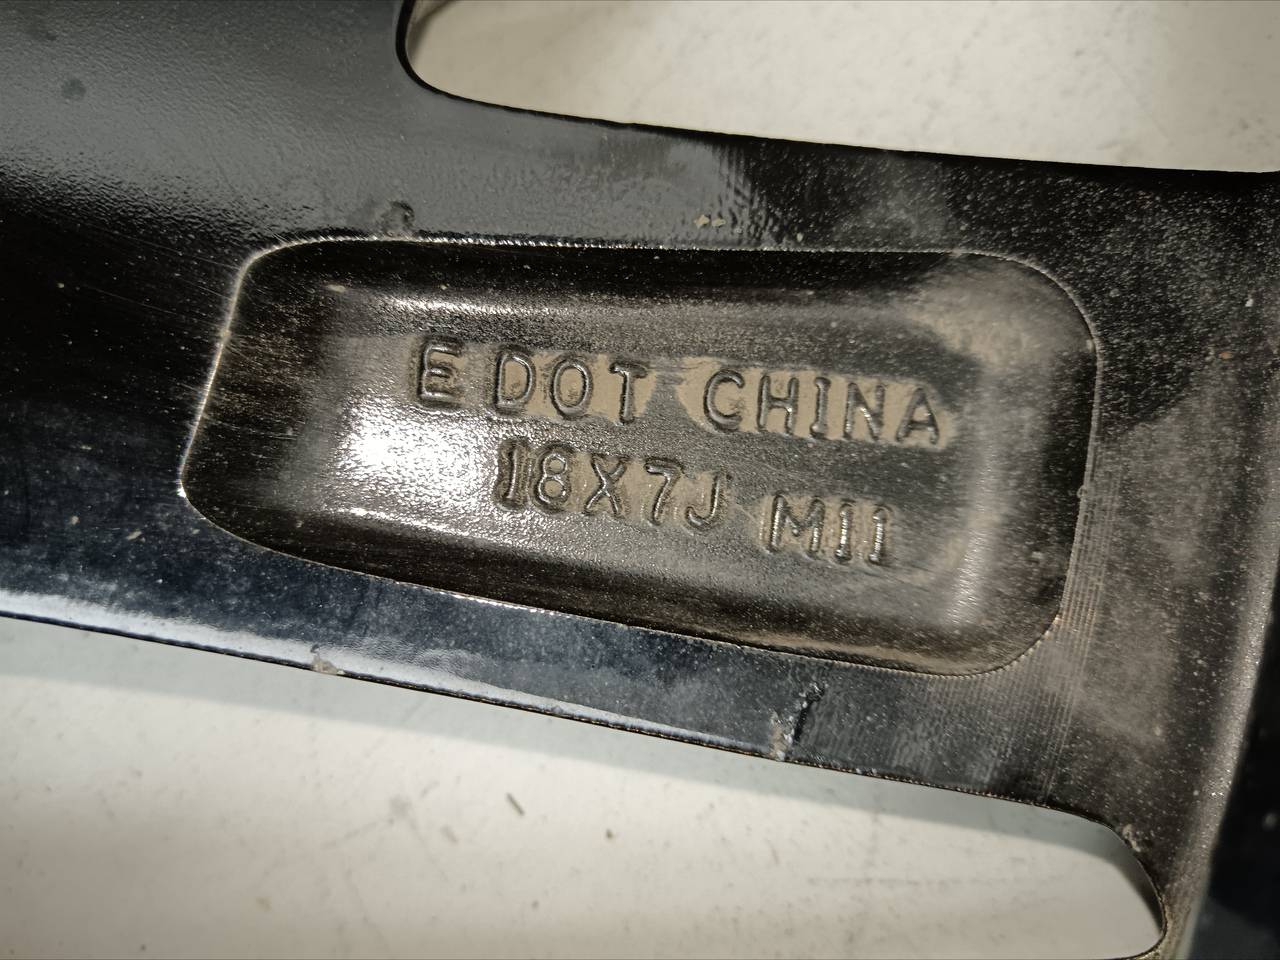 E DOT CHINA
18X7J M11